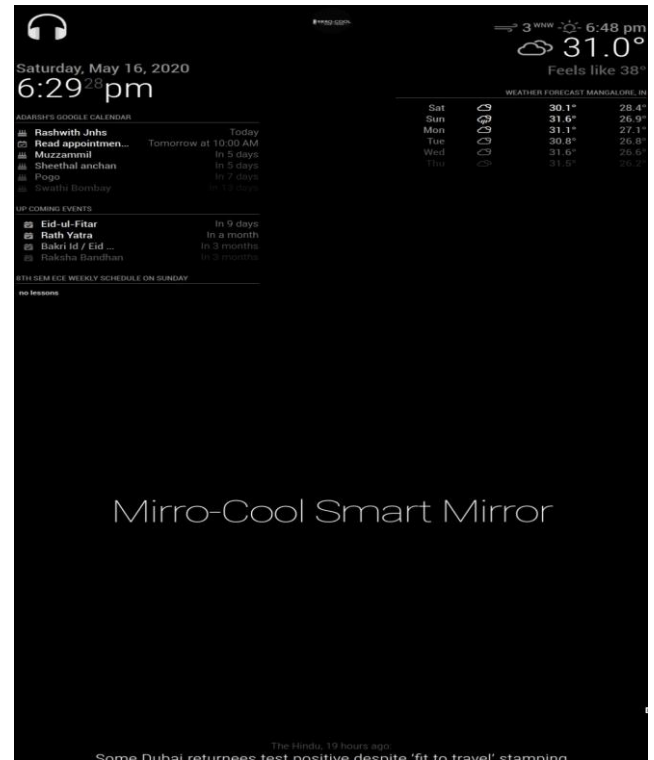 MIRRO-COOL
3 WNW 6:48 pm
31.0°
Feels like 38°
Saturday, May 16, 2020
6:29 28 pm
WEATHER FORECAST MANGALORE, IN
Sat 30.1° 28.4°
Sun 31.6° 26.9°
Mon 31.1° 27.1°
Tue 30.8° 26.8°
Wed 31.6° 26.6°
Thu 31.5° 26.2°
ADARSH'S GOOGLE CALENDAR
Rashwith Jnhs Today
Read appointmen... Tomorrow at 10:00 AM
Muzzammil In 5 days
Sheethal anchan In 5 days
Pogo In 7 days
Swathi Bombay In 13 days
UP COMING EVENTS
Eid-ul-Fitar In 9 days
Rath Yatra In a month
Bakri Id / Eid ... In 3 months
Raksha Bandhan In 3 months
8TH SEM ECE WEEKLY SCHEDULE ON SUNDAY
no lessons
Mirro-Cool Smart Mirror
The Hindu, 19 hours ago:
Some Dubai returnees test positive despite 'fit to travel' stamping